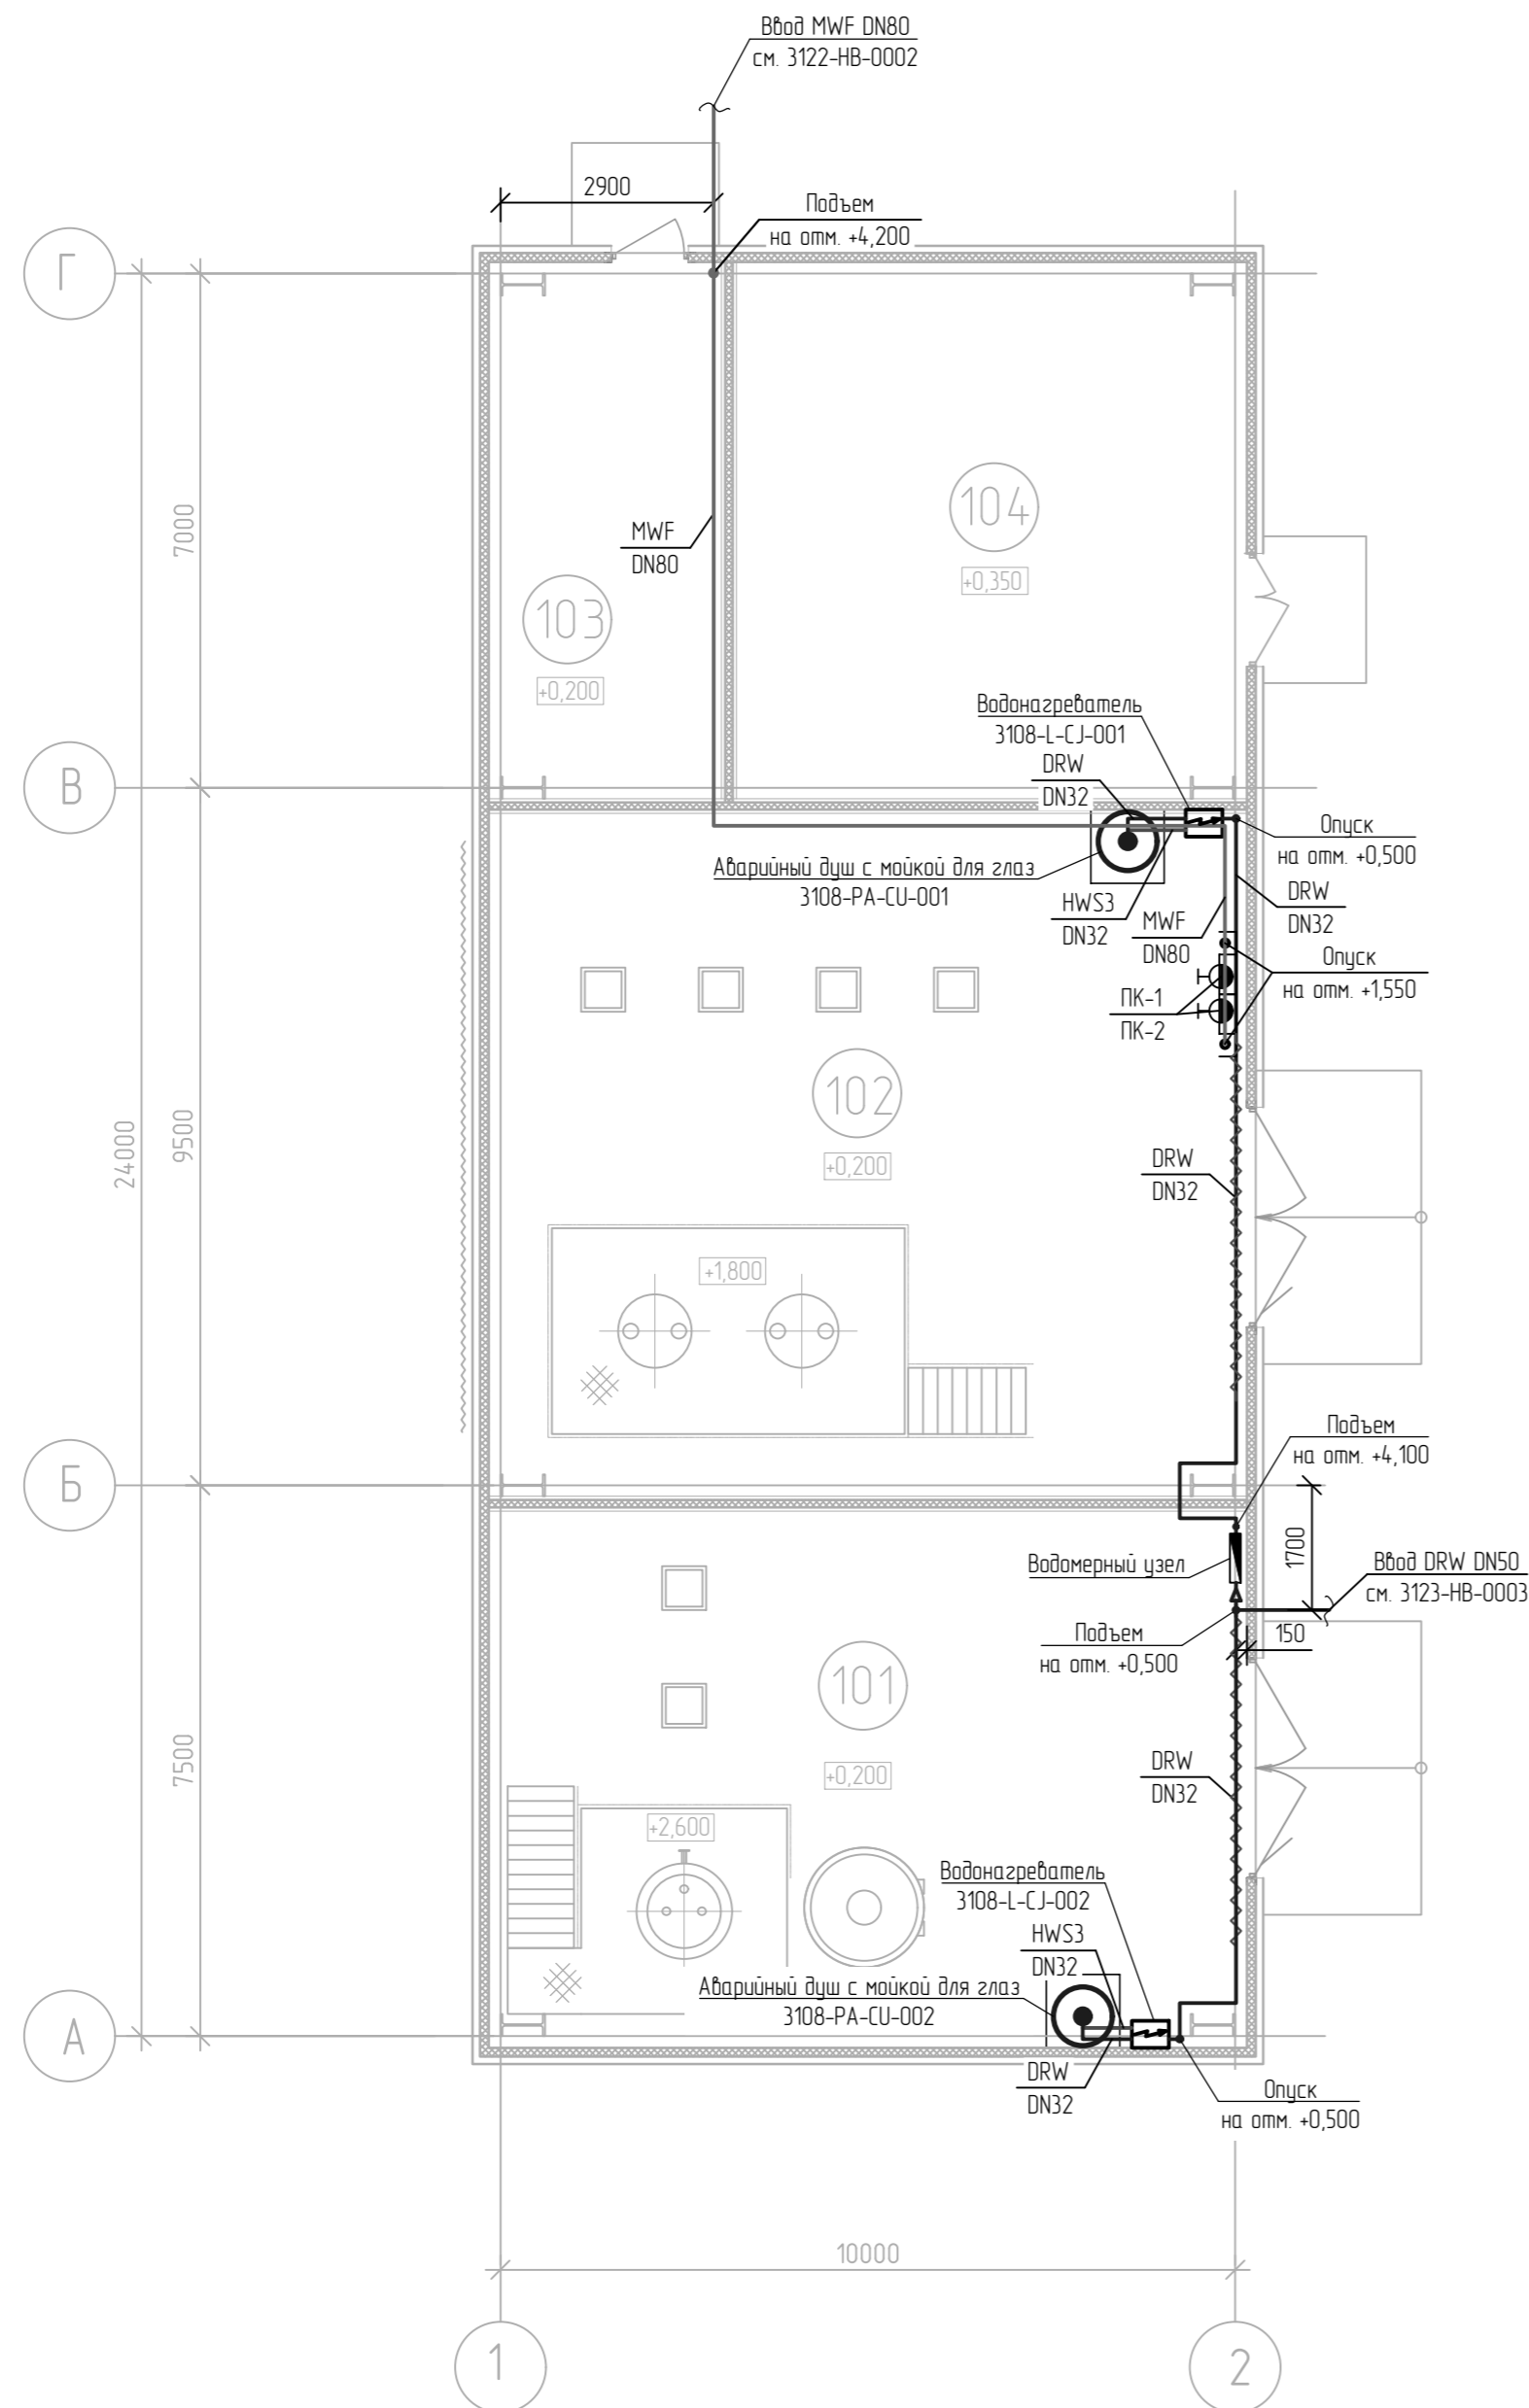 Ввод MWF DN80
см. 3122-НВ-0002
2900
Подъем
на отм. +4,200
Г
7000
MWF
DN80
104
+0,350
103
+0,200
Водонагреватель
3108-L-CJ-001
DRW
DN32
В
Опуск
на отм. +0,500
Аварийный душ с мойкой для глаз
3108-PA-CU-001
HWS3
DN32
MWF
DN80
DRW
DN32
Опуск
на отм. +1,550
ПК-1
ПК-2
102
+0,200
24000
9500
DRW
DN32
+1,800
Подъем
на отм. +4,100
Б
1700
Водомерный узел
Ввод DRW DN50
см. 3123-НВ-0003
Подъем
на отм. +0,500
150
101
+0,200
7500
DRW
DN32
+2,600
Водонагреватель
3108-L-CJ-002
HWS3
DN32
Аварийный душ с мойкой для глаз
3108-PA-CU-002
А
DRW
DN32
Опуск
на отм. +0,500
10000
1
2